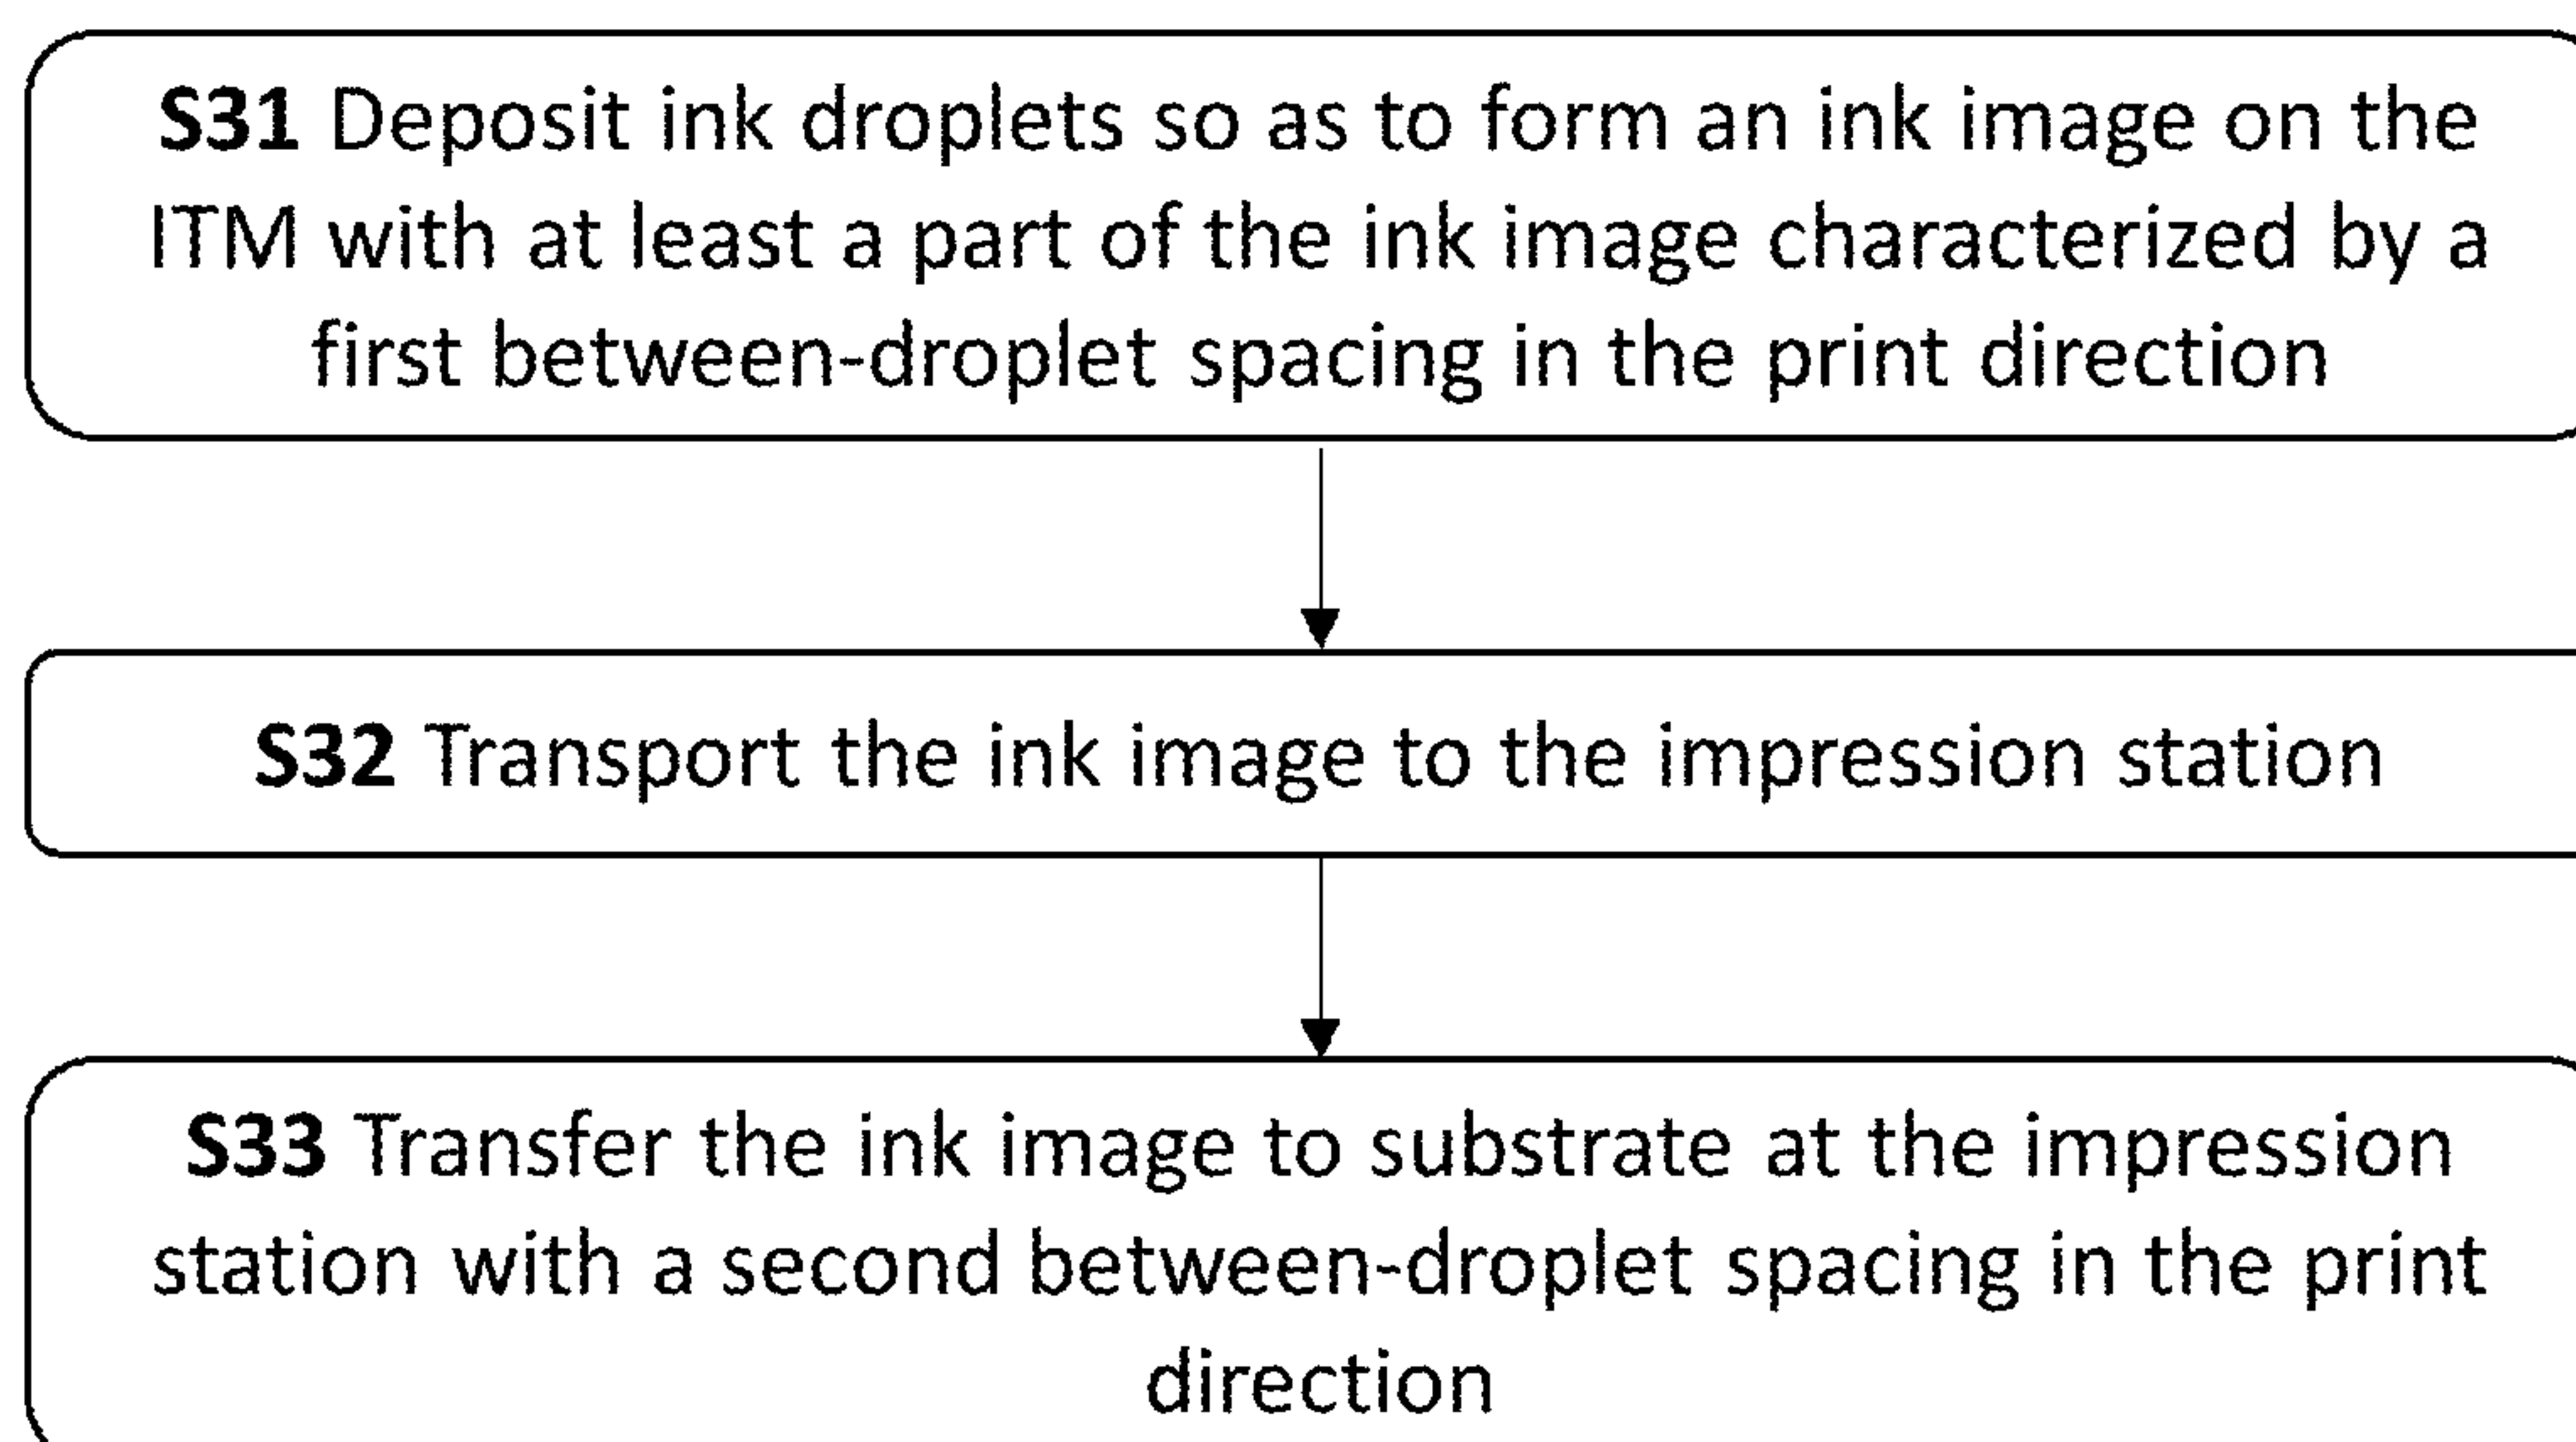 S31 Deposit ink droplets so as to form an ink image on the
ITM with at least a part of the ink image characterized by a
first between-droplet spacing in the print direction
S32 Transport the ink image to the impression station
S33 Transfer the ink image to substrate at the impression
station with a second between-droplet spacing in the print
direction